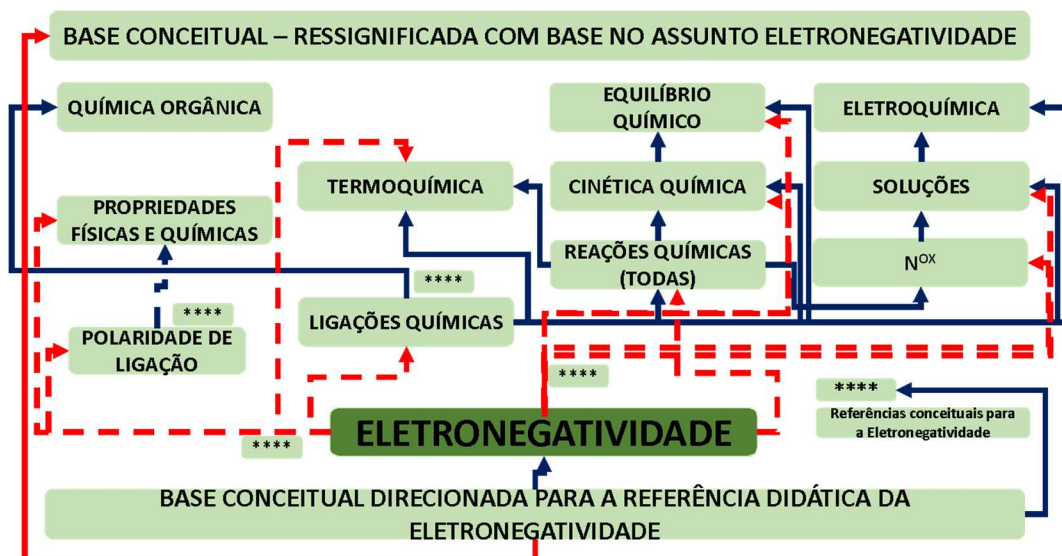 BASE CONCEITUAL – RESSIGNIFICADA COM BASE NO ASSUNTO ELETRONEGATIVIDADE
QUÍMICA ORGÂNICA
EQUILÍBRIO
QUÍMICO
ELETROQUÍMICA
TERMOQUÍMICA
CINÉTICA QUÍMICA
SOLUÇÕES
PROPRIEDADES
FÍSICAS E QUÍMICAS
REAÇÕES QUÍMICAS
(TODAS)
NOX
****
****
LIGAÇÕES QUÍMICAS
POLARIDADE DE
LIGAÇÃO
****
****
Referências conceituais para
a Eletronegatividade
****
ELETRONEGATIVIDADE
BASE CONCEITUAL DIRECIONADA PARA A REFERÊNCIA DIDÁTICA DA
ELETRONEGATIVIDADE